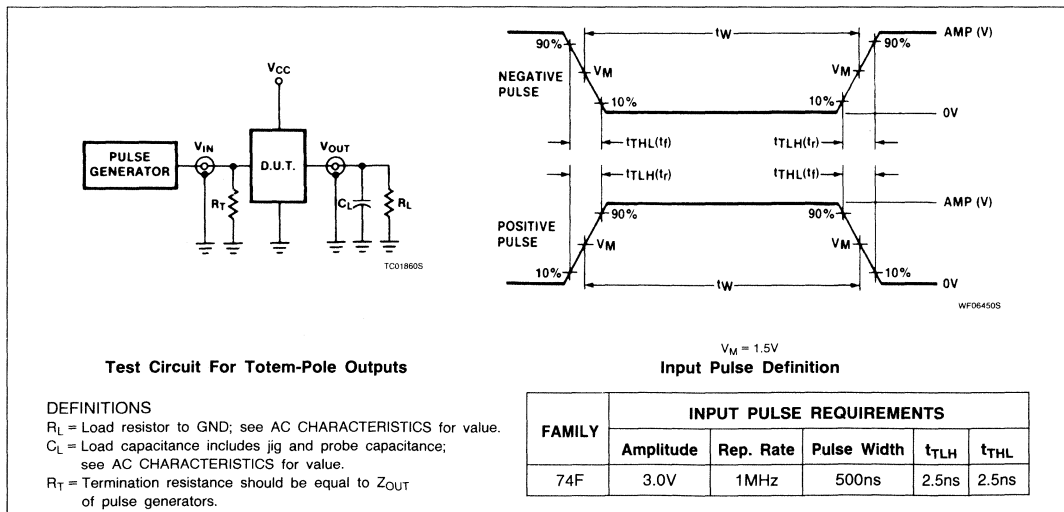 VCC
PULSE GENERATOR
VIN
D.U.T.
VOUT
RT
CL
RL
TC01860S
Test Circuit For Totem-Pole Outputs
DEFINITIONS
RL = Load resistor to GND; see AC CHARACTERISTICS for value.
CL = Load capacitance includes jig and probe capacitance;
see AC CHARACTERISTICS for value.
RT = Termination resistance should be equal to ZOUT
of pulse generators.
90% tW 90% AMP (V)
NEGATIVE PULSE
VM VM
10% 10%
0V
tTHL(tf) tTLH(tr)
tTLH(tr) tTHL(tf)
90% 90% AMP (V)
POSITIVE PULSE
VM VM
10% tW 10% 0V
WF06450S
VM = 1.5V
Input Pulse Definition
FAMILY INPUT PULSE REQUIREMENTS
Amplitude Rep. Rate Pulse Width tTLH tTHL
74F 3.0V 1MHz 500ns 2.5ns 2.5ns